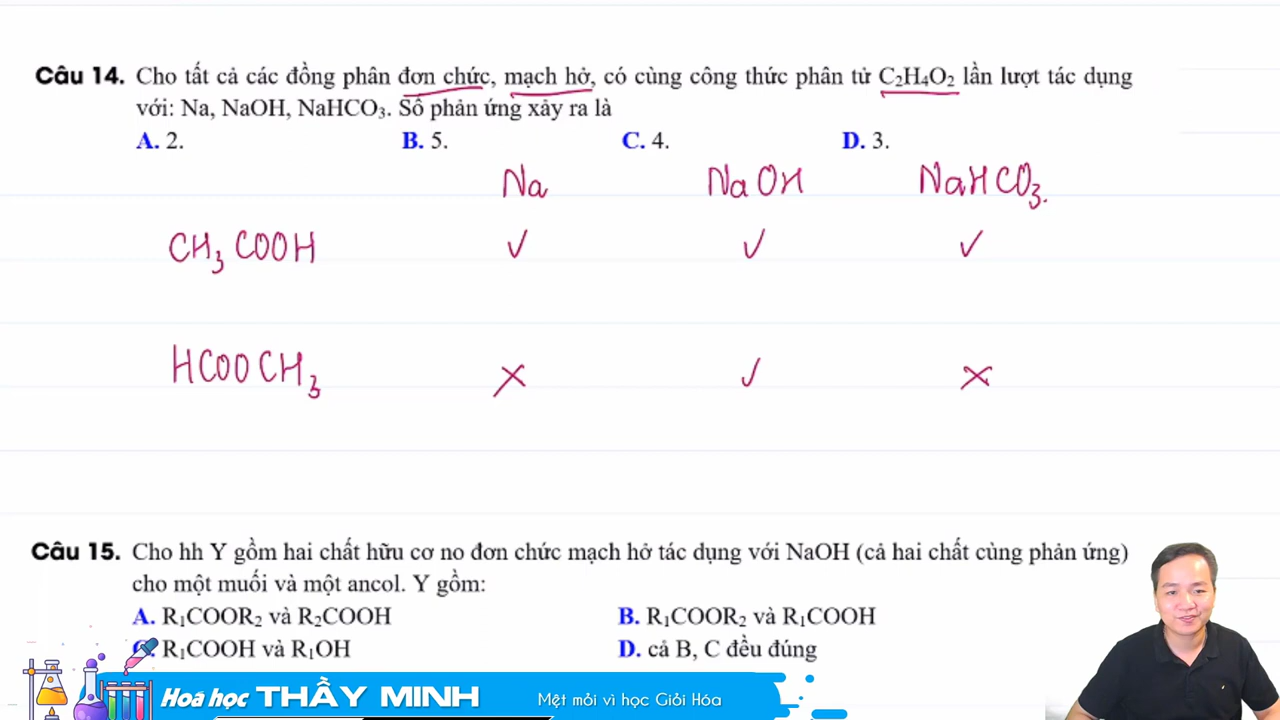 Câu 14. Cho tất cả các đồng phân đơn chức, mạch hở, có cùng công thức phân tử C₂H₄O₂ lần lượt tác dụng
với: Na, NaOH, NaHCO₃. Số phản ứng xảy ra là
A. 2. B. 5. C. 4. D. 3.
Na NaOH NaHCO₃.
CH₃COOH ✓ ✓ ✓
HCOOCH₃ × ✓ ×
Câu 15. Cho hh Y gồm hai chất hữu cơ no đơn chức mạch hở tác dụng với NaOH (cả hai chất cùng phản ứng)
cho một muối và một ancol. Y gồm:
A. R₁COOR₂ và R₂COOH B. R₁COOR₂ và R₁COOH
C. R₁COOH và R₁OH D. cả B, C đều đúng
Hoá học THẦY MINH Mệt mỏi vì học Giỏi Hóa